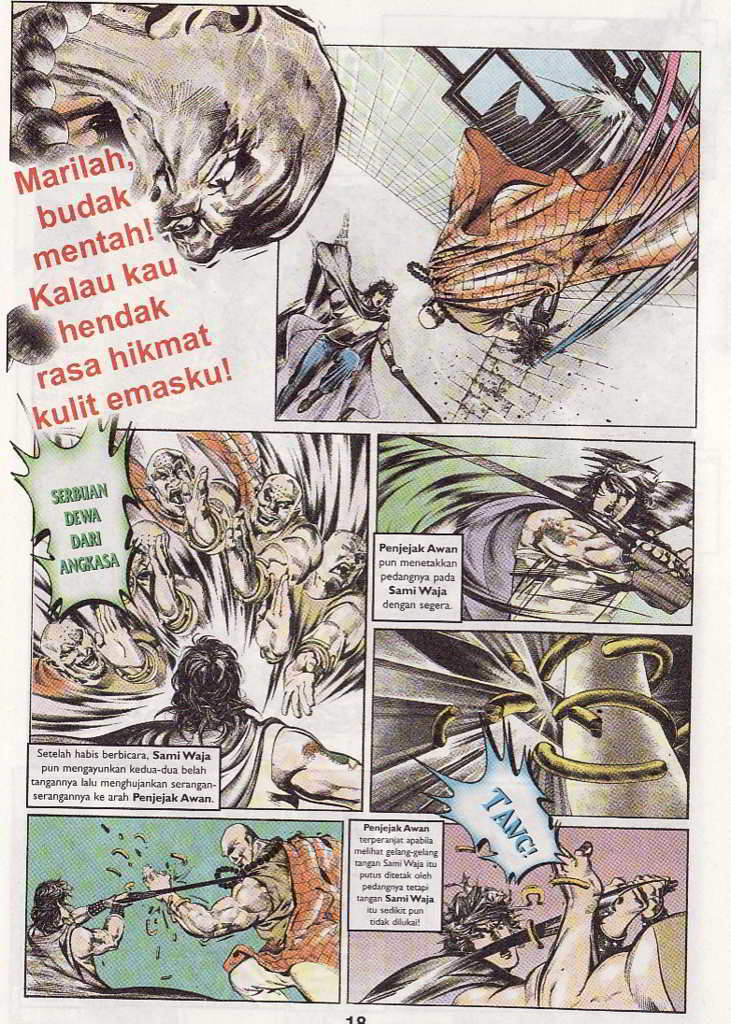 Marilah,
budak
mentah!
Kalau kau
hendak
rasa hikmat
kulit emasku!
SERBUAN
DEWA
DARI
ANGKASA
Penjejak Awan
pun menetakkan
pedangnya pada
Sami Waja
dengan segera.
Setelah habis berbicara, Sami Waja
pun mengayunkan kedua-dua belah
tangannya lalu menghujankan serangan-
serangannya ke arah Penjejak Awan.
TANG!
Penjejak Awan
terperanjat apabila
melihat gelang-gelang
tangan Sami Waja itu
putus ditetak oleh
pedangnya tetapi
tangan Sami Waja
itu sedikit pun
tidak dilukai!
18